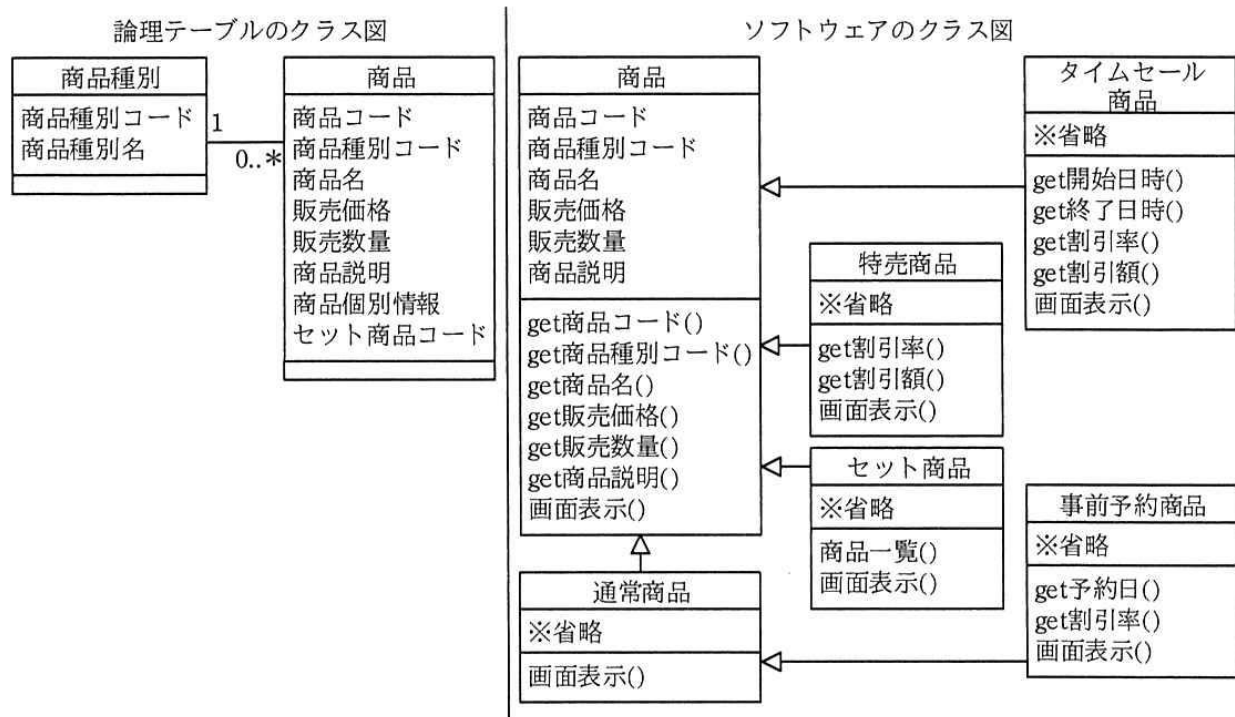 論理テーブルのクラス図
商品種別
商品種別コード
商品種別名
1
0..*
商品
商品コード
商品種別コード
商品名
販売価格
販売数量
商品説明
商品個別情報
セット商品コード
ソフトウェアのクラス図
商品
商品コード
商品種別コード
商品名
販売価格
販売数量
商品説明
get商品コード()
get商品種別コード()
get商品名()
get販売価格()
get販売数量()
get商品説明()
画面表示()
タイムセール
商品
※省略
get開始日時()
get終了日時()
get割引率()
get割引額()
画面表示()
特売商品
※省略
get割引率()
get割引額()
画面表示()
セット商品
※省略
商品一覧()
画面表示()
通常商品
※省略
画面表示()
事前予約商品
※省略
get予約日()
get割引率()
画面表示()